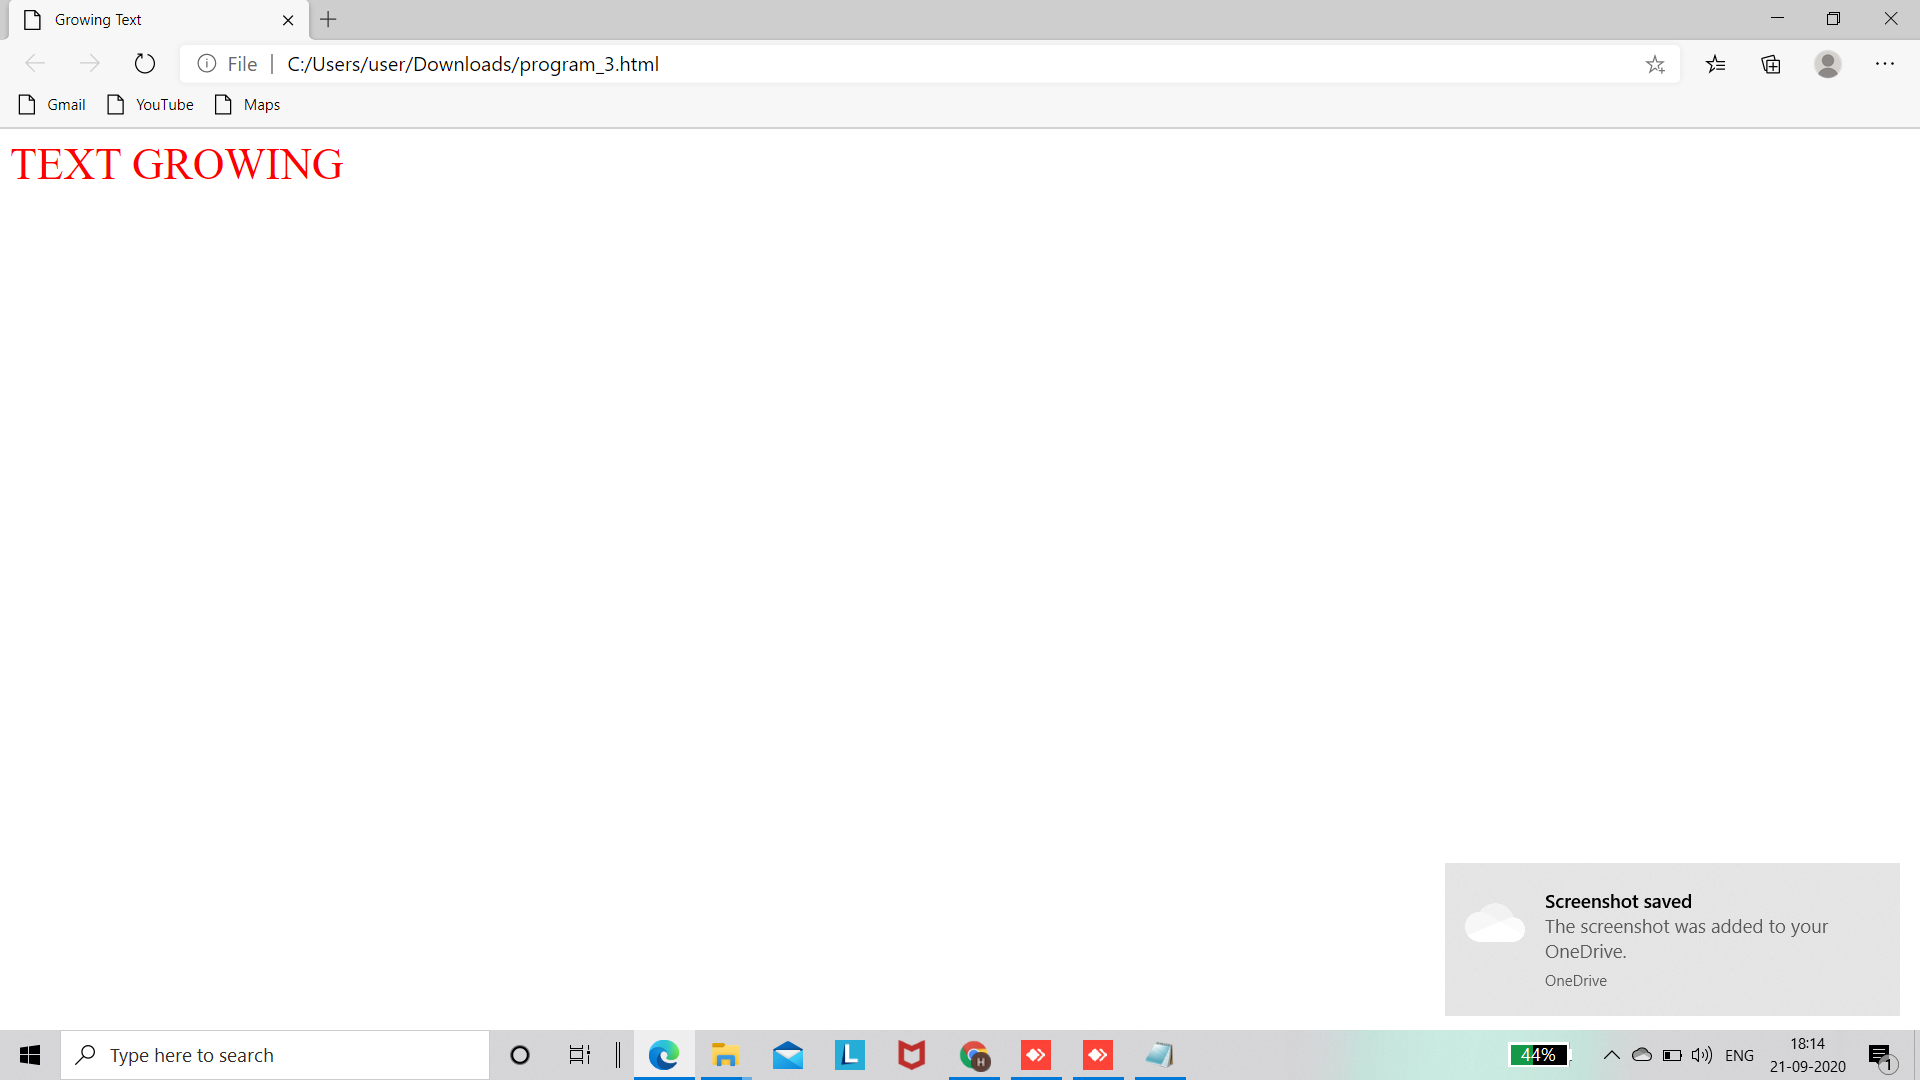 Growing Text
File | C:/Users/user/Downloads/program_3.html
Gmail YouTube Maps
TEXT GROWING
Screenshot saved
The screenshot was added to your
OneDrive.
OneDrive
Type here to search
L
H
44%
ENG
18:14
21-09-2020
1